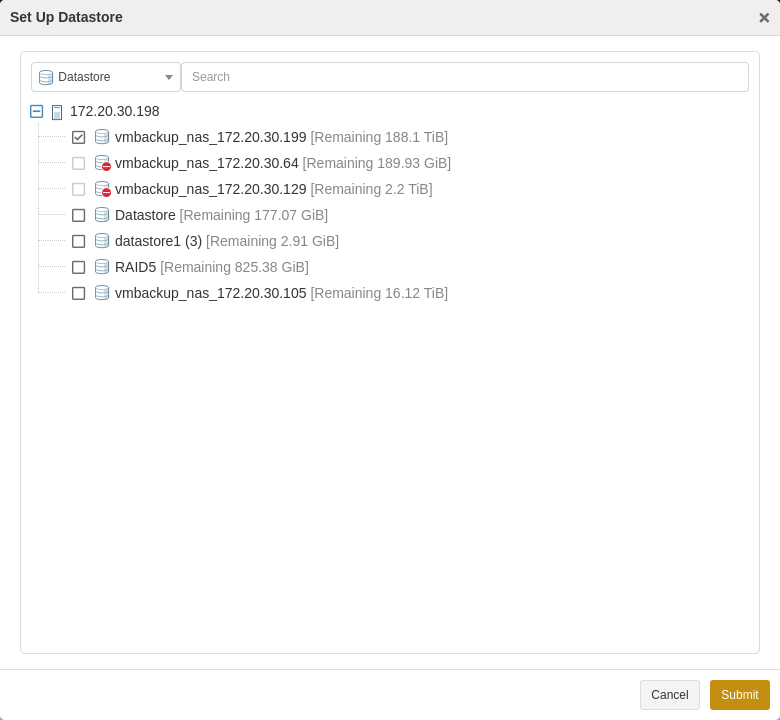 Set Up Datastore
Datastore Search
172.20.30.198
vmbackup_nas_172.20.30.199 [Remaining 188.1 TiB]
vmbackup_nas_172.20.30.64 [Remaining 189.93 GiB]
vmbackup_nas_172.20.30.129 [Remaining 2.2 TiB]
Datastore [Remaining 177.07 GiB]
datastore1 (3) [Remaining 2.91 GiB]
RAID5 [Remaining 825.38 GiB]
vmbackup_nas_172.20.30.105 [Remaining 16.12 TiB]
Cancel Submit